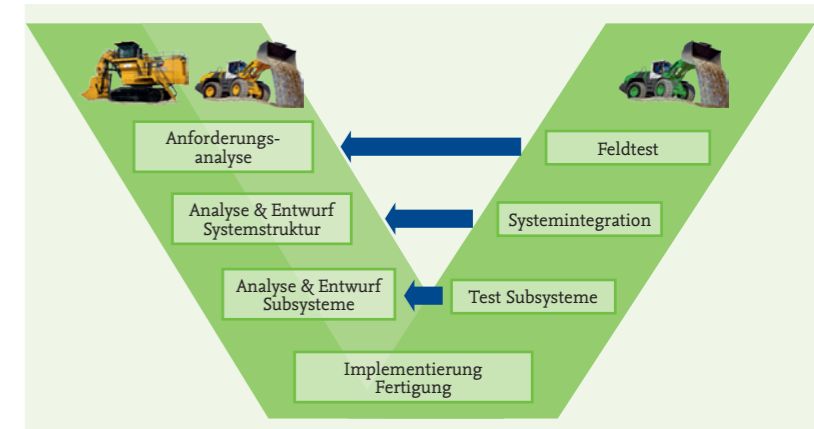 Anforderungs-
analyse
Feldtest
Analyse & Entwurf
Systemstruktur
Systemintegration
Analyse & Entwurf
Subsysteme
Test Subsysteme
Implementierung
Fertigung